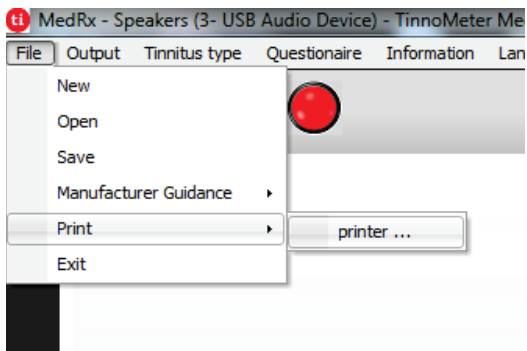 ti MedRx - Speakers (3- USB Audio Device) - TinnoMeter Me
File Output Tinnitus type Questionaire Information Lan
New
Open
Save
Manufacturer Guidance
Print
printer ...
Exit